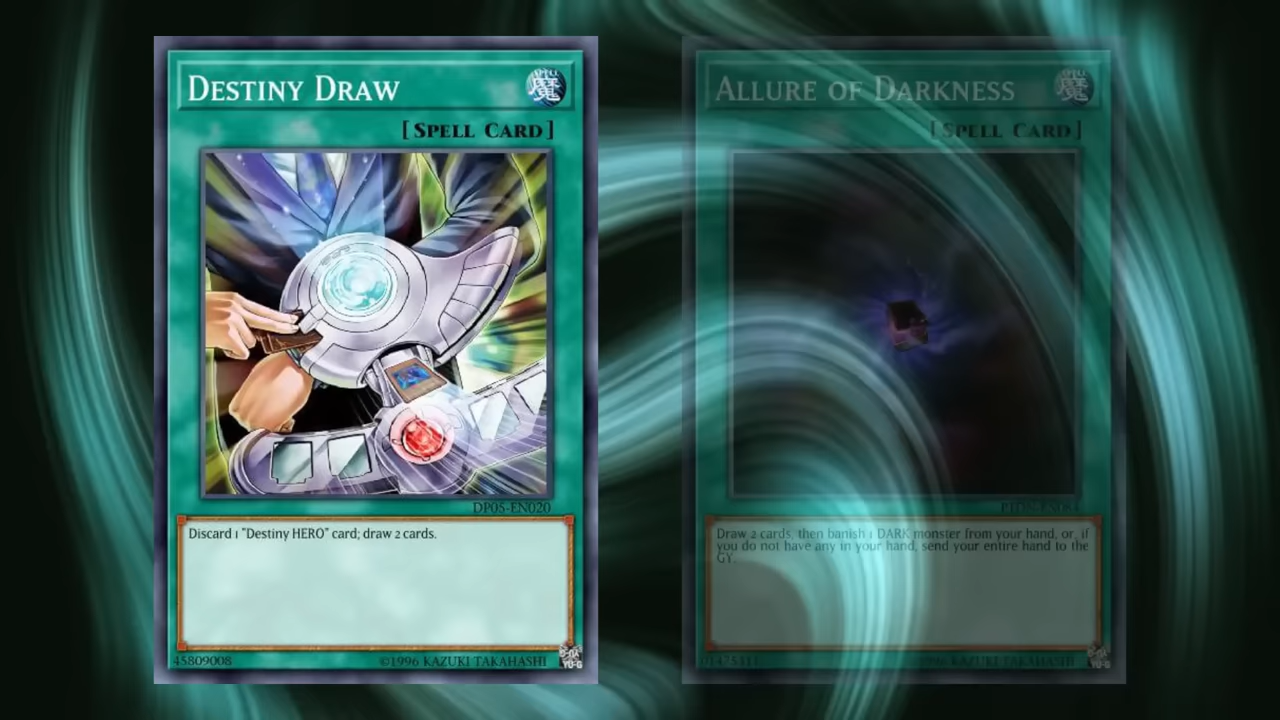 DESTINY DRAW
魔
[SPELL CARD]
DP05-EN020
Discard 1 "Destiny HERO" card; draw 2 cards.
45809008
©1996 KAZUKI TAKAHASHI
ALLURE OF DARKNESS
魔
[SPELL CARD]
Draw 2 cards, then banish 1 DARK monster from your hand, or, if
you do not have any in your hand, send your entire hand to the
GY.
1996 KAZUKI TAKAHASHI